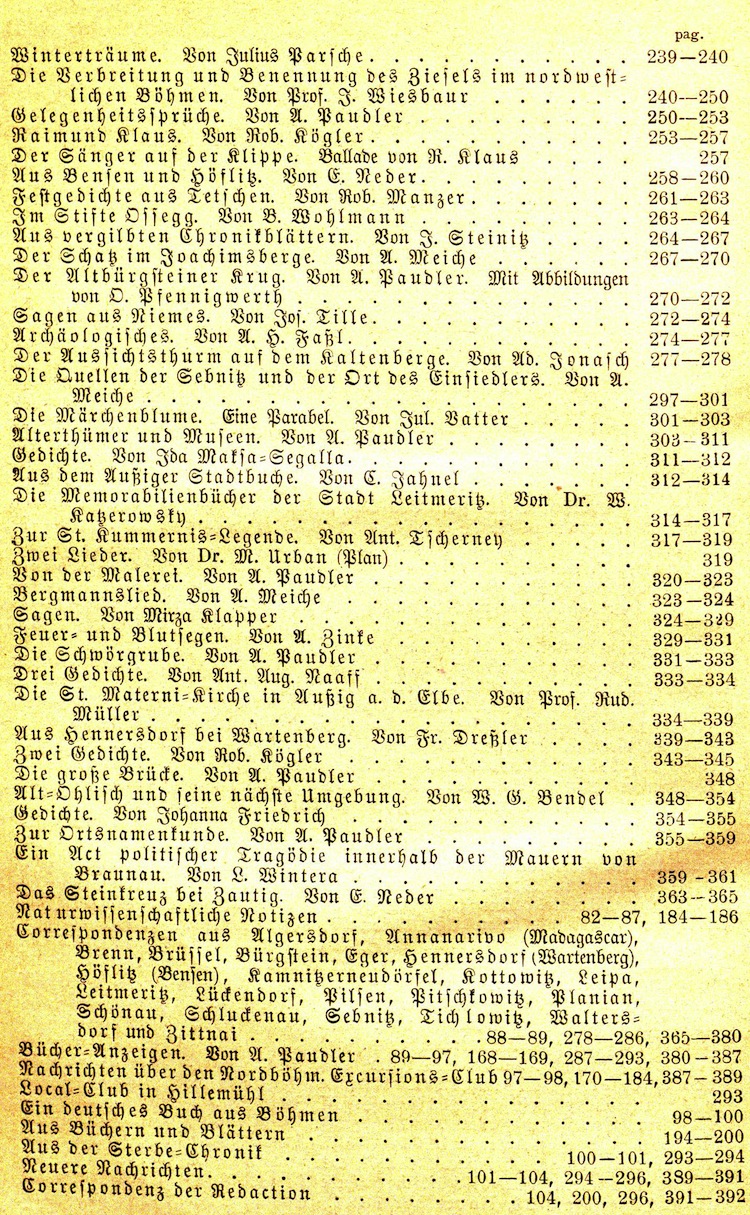 pag.
Winterträume. Von Julius Parsche . . . . . . . . . . . 239—240
Die Verbreitung und Benennung des Ziesels im nordwest=
lichen Böhmen. Von Prof. J. Wiesbaur . . . . . . 240—250
Gelegenheitssprüche. Von A. Paudler . . . . . . . . . 250—253
Raimund Klaus. Von Rob. Kögler . . . . . . . . . . . 253—257
Der Sänger auf der Klippe. Ballade von R. Klaus . . . . 257
Aus Bensen und Höflitz. Von E. Neder. . . . . . . . . 258—260
Festgedichte aus Tetschen. Von Rob. Manzer . . . . . . . 261—263
Im Stifte Ossegg. Von B. Wohlmann . . . . . . . . . 263—264
Aus vergilbten Chronikblättern. Von J. Steinitz . . . . 264—267
Der Schatz im Joachimsberge. Von A. Meiche . . . . . . 267—270
Der Altbürgsteiner Krug. Von A. Paudler. Mit Abbildungen
von O. Pfennigwerth . . . . . . . . . . . . . . 270—272
Sagen aus Niemes. Von Jos. Tille. . . . . . . . . . . 272—274
Archäologisches. Von A. H. Faßl. . . . . . . . . . . . 274—277
Der Aussichtsthurm auf dem Kaltenberge. Von Ad. Jonasch 277—278
Die Quellen der Sebnitz und der Ort des Einsiedlers. Von A.
Meiche . . . . . . . . . . . . . . . . . . . . 297—301
Die Märchenblume. Eine Parabel. Von Jul. Vatter . . . . . 301—303
Alterthümer und Museen. Von A. Paudler . . . . . . . . 303—311
Gedichte. Von Ida Maksa=Segalla. . . . . . . . . . . . 311—312
Aus dem Außiger Stadtbuche. Von C. Jahnel . . . . . . 312—314
Die Memorabilienbücher der Stadt Leitmeritz. Von Dr. W.
Katzerowsky . . . . . . . . . . . . . . . . . . 314—317
Zur St. Kummernis=Legende. Von Ant. Tscherney . . . . . 317—319
Zwei Lieder. Von Dr. M. Urban (Plan) . . . . . . . . . 319
Von der Malerei. Von A. Paudler . . . . . . . . . . . 320—323
Bergmannslied. Von A. Meiche . . . . . . . . . . . . 323—324
Sagen. Von Mirza Klapper . . . . . . . . . . . . . . 324—329
Feuer= und Blutsegen. Von A. Zinke . . . . . . . . . . 329—331
Die Schwörgrube. Von A. Paudler . . . . . . . . . . . 331—333
Drei Gedichte. Von Ant. Aug. Naaff . . . . . . . . . . 333—334
Die St. Materni=Kirche in Außig a. d. Elbe. Von Prof. Rud.
Müller . . . . . . . . . . . . . . . . . . . . 334—339
Aus Hennersdorf bei Wartenberg. Von Fr. Dreßler . . . . 339—343
Zwei Gedichte. Von Rob. Kögler . . . . . . . . . . . . 343—345
Die große Brücke. Von A. Paudler . . . . . . . . . . . 348
Alt=Ohlisch und seine nächste Umgebung. Von W. G. Bendel . 348—354
Gedichte. Von Johanna Friedrich . . . . . . . . . . . 354—355
Zur Ortsnamenkunde. Von A. Paudler . . . . . . . . . 355—359
Ein Act politischer Tragödie innerhalb der Mauern von
Braunau. Von L. Wintera . . . . . . . . . . . . 359—361
Das Steinkreuz bei Zautig. Von E. Neder . . . . . . . 363—365
Naturwissenschaftliche Notizen . . . . . . . . . 82—87, 184—186
Correspondenzen aus Algersdorf, Annanarivo (Madagascar),
Brenn, Brüssel, Bürgstein, Eger, Hennersdorf (Wartenberg),
Höflitz (Bensen), Kamnitzerneudörfel, Kottowitz, Leipa,
Leitmeritz, Lückendorf, Pilsen, Pitschkowitz, Planian,
Schönau, Schluckenau, Sebnitz, Tichlowitz, Walters=
dorf und Zittnai . . . . . . . . . . 88—89, 278—286, 365—380
Bücher=Anzeigen. Von A. Paudler . 89—97, 168—169, 287—293, 380—387
Nachrichten über den Nordböhm. Excursions=Club 97—98, 170—184, 387—389
Local=Club in Hillemühl . . . . . . . . . . . . . . . 293
Ein deutsches Buch aus Böhmen . . . . . . . . . . . . 98—100
Aus Büchern und Blättern . . . . . . . . . . . . . . 194—200
Aus der Sterbe=Chronik . . . . . . . . . . . 100—101, 293—294
Neuere Nachrichten. . . . . . . . . . 101—104, 294—296, 389—391
Correspondenz der Redaction . . . . . . . 104, 200, 296, 391—392